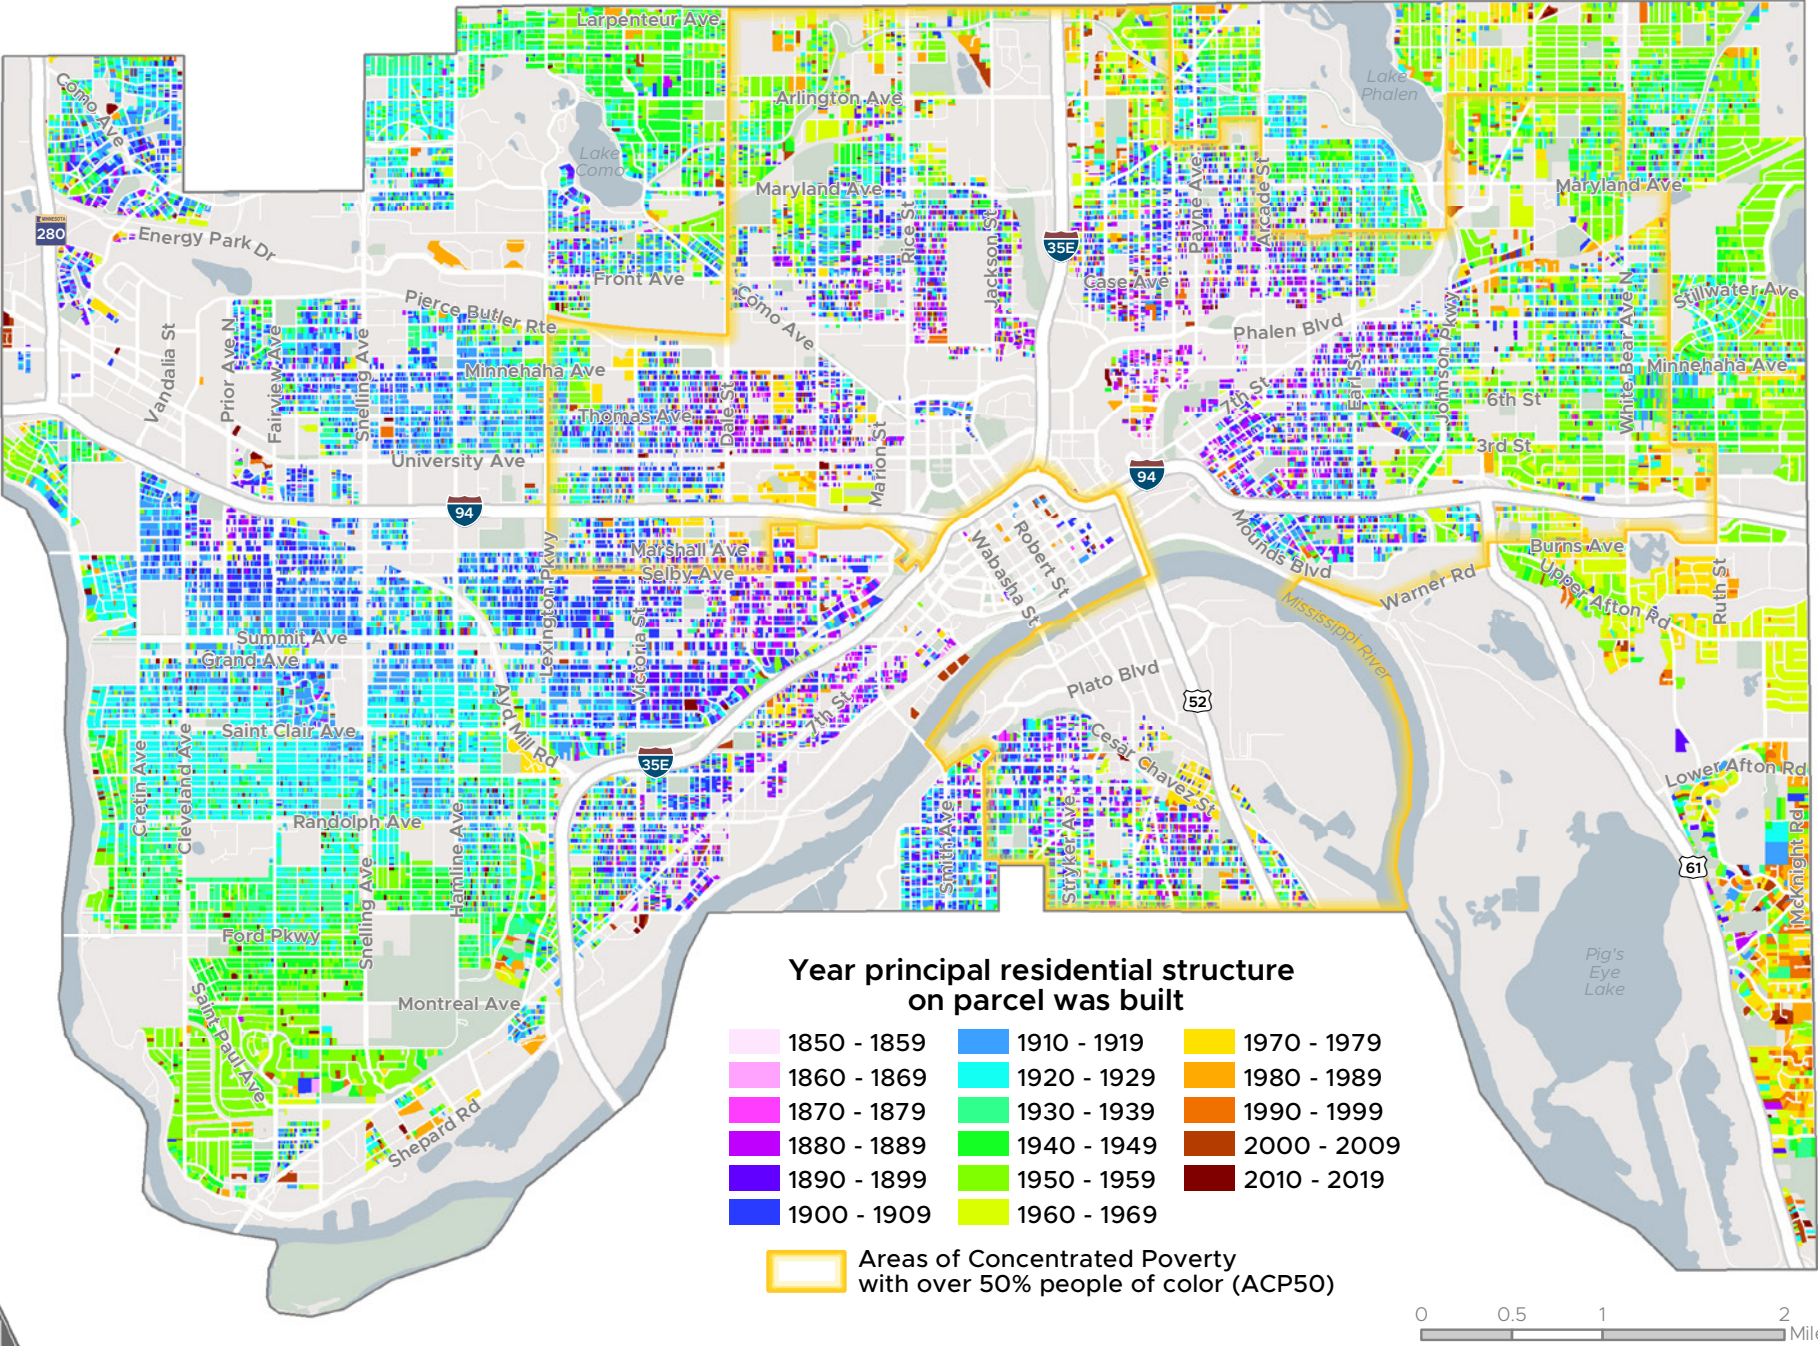 Larpenteur Ave
Como Ave
Arlington Ave
Lake
Phalen
Lake
Como
Maryland Ave
Maryland Ave
MINNESOTA
280
Energy Park Dr
Rice St
Jackson St
35E
Payne Ave
Arcade St
Front Ave
Case Ave
Como Ave
Pierce Butler Rte
Stillwater Ave
Phalen Blvd
Vandalia St
Prior Ave N
Fairview Ave
Snelling Ave
Minnehaha Ave
Minnehaha Ave
Johnson Pkwy
White Bear Ave N
Earl St
7th St
6th St
Thomas Ave
Dale St
Marion St
3rd St
University Ave
94
94
Mounds Blvd
Wabasha St
Robert St
Marshall Ave
Selby Ave
Burns Ave
Upper Afton Rd
Ruth St
Warner Rd
Mississippi River
Lexington Pkwy
Victoria St
Summit Ave
Grand Ave
Plato Blvd
52
Ayd Mill Rd
7th St
Saint Clair Ave
35E
Cesar Chaves St
Lower Afton Rd
Cretin Ave
Cleveland Ave
Randolph Ave
Hamline Ave
Snelling Ave
Smith Ave
Stryker Ave
61
McKnight Rd
Ford Pkwy
Pig's
Eye
Lake
Montreal Ave
Saint Paul Ave
Shepard Rd
Year principal residential structure
on parcel was built
1850 - 1859
1860 - 1869
1870 - 1879
1880 - 1889
1890 - 1899
1900 - 1909
1910 - 1919
1920 - 1929
1930 - 1939
1940 - 1949
1950 - 1959
1960 - 1969
1970 - 1979
1980 - 1989
1990 - 1999
2000 - 2009
2010 - 2019
Areas of Concentrated Poverty
with over 50% people of color (ACP50)
0 0.5 1 2
Mile